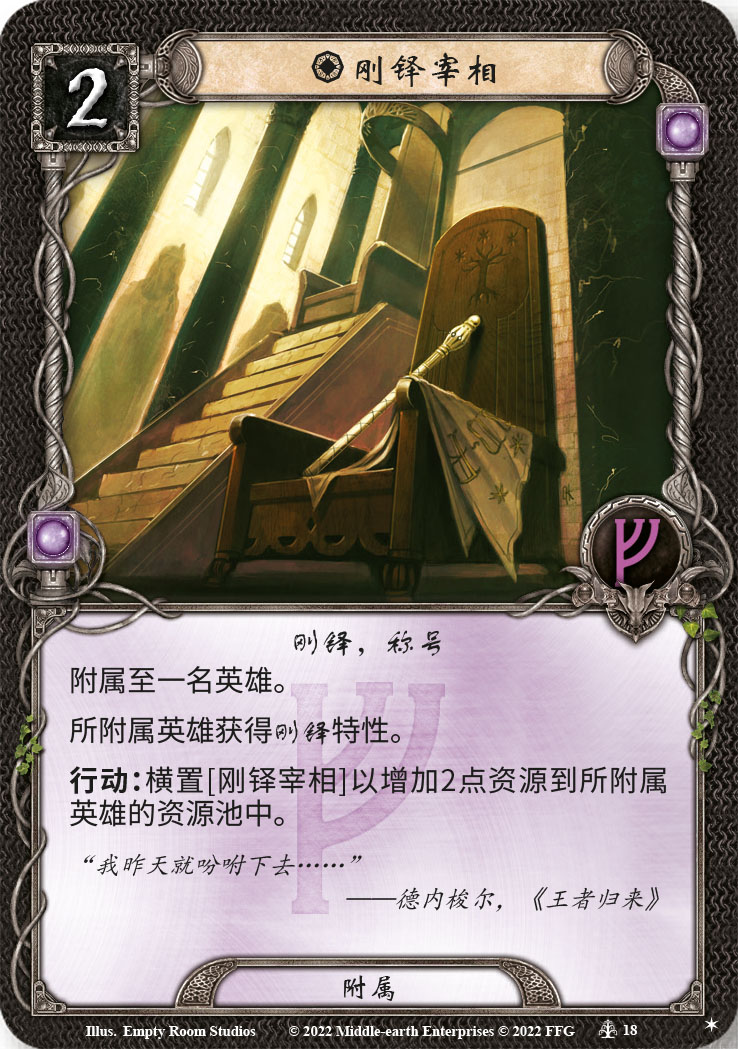 2
刚铎宰相
刚铎，称号
附属至一名英雄。
所附属英雄获得刚铎特性。
行动：横置[刚铎宰相]以增加2点资源到所附属
英雄的资源池中。
“我昨天就吩咐下去……”
——德内梭尔，《王者归来》
附属
Illus. Empty Room Studios © 2022 Middle-earth Enterprises © 2022 FFG 18